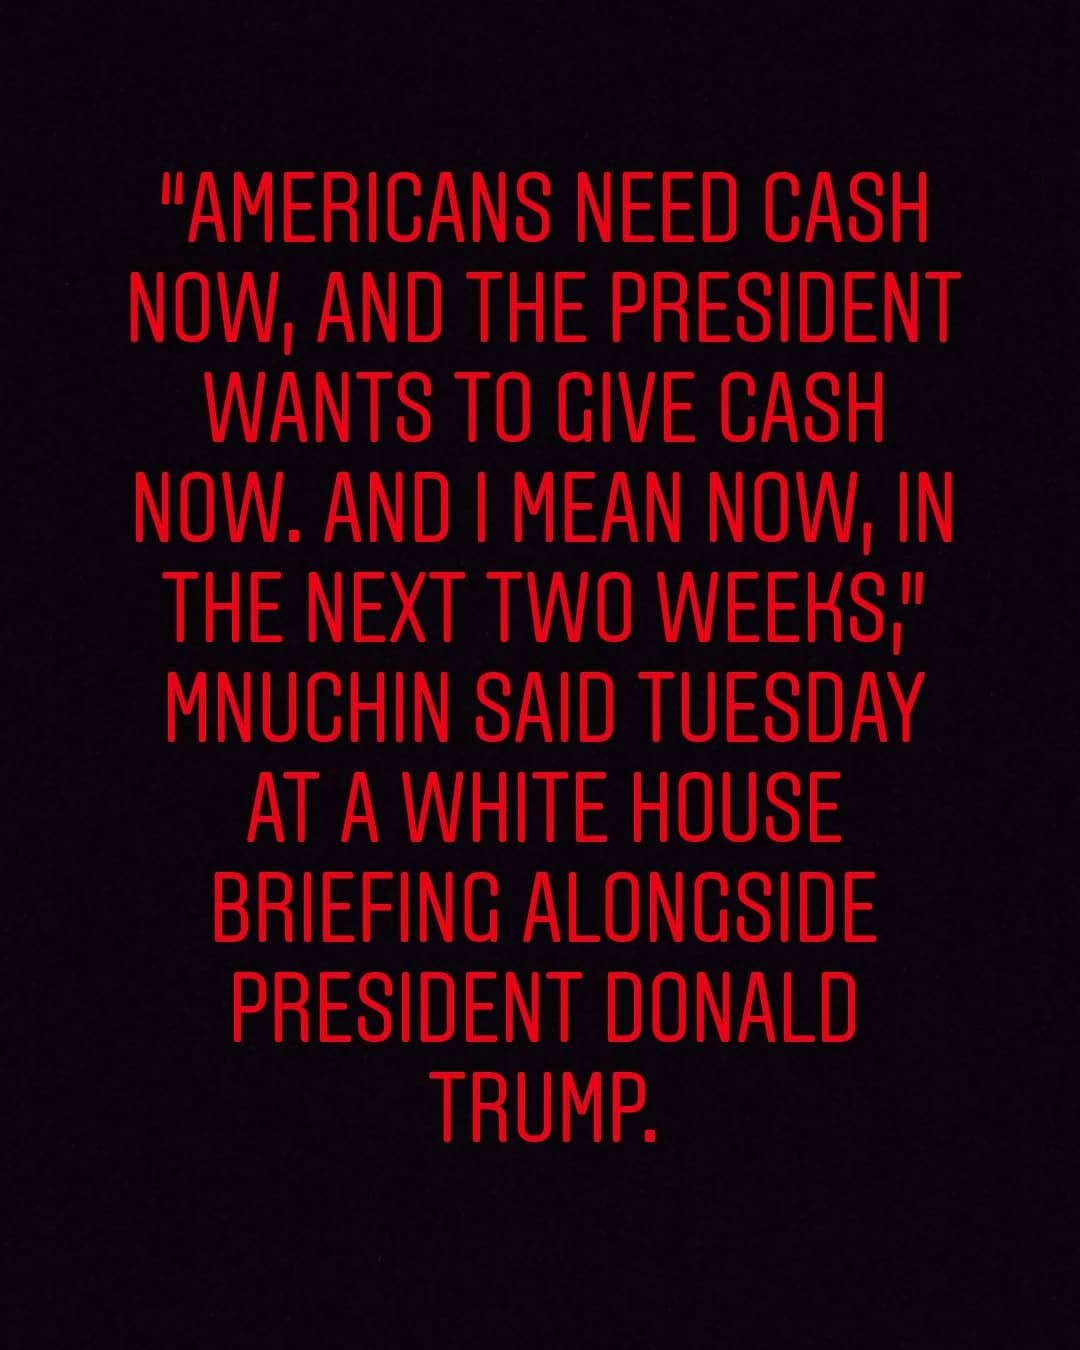 "AMERICANS NEED CASH
NOW, AND THE PRESIDENT
WANTS TO GIVE CASH
NOW. AND I MEAN NOW, IN
THE NEXT TWO WEEKS,"
MNUCHIN SAID TUESDAY
AT A WHITE HOUSE
BRIEFING ALONGSIDE
PRESIDENT DONALD
TRUMP.